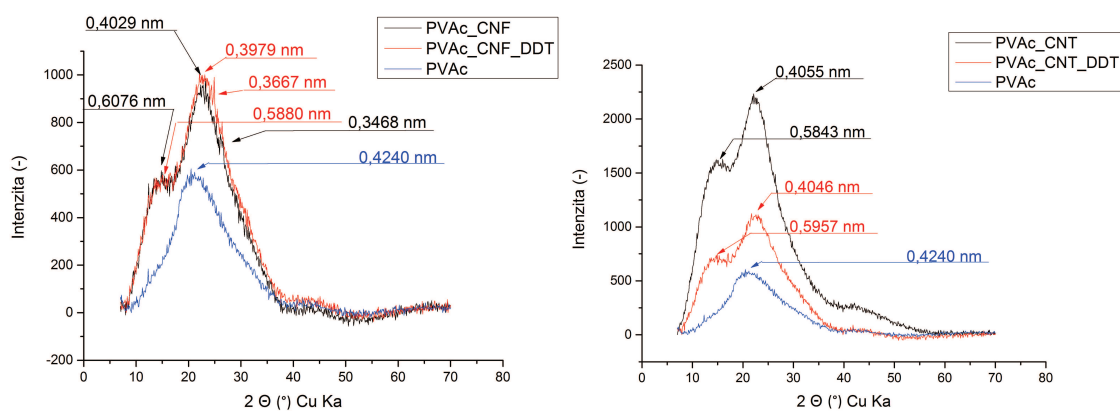 PVAc_CNF
PVAc_CNF_DDT
PVAc
0,4029 nm
0,3979 nm
0,3667 nm
0,6076 nm
0,5880 nm
0,3468 nm
0,4240 nm
1000
800
600
400
200
0
-200
Intenzita (-)
0 10 20 30 40 50 60 70 80
2 Θ (°) Cu Ka
PVAc_CNT
PVAc_CNT_DDT
PVAc
0,4055 nm
0,5843 nm
0,4046 nm
0,5957 nm
0,4240 nm
2500
2000
1500
1000
500
0
Intenzita (-)
0 10 20 30 40 50 60 70 80
2 Θ (°) Cu Ka